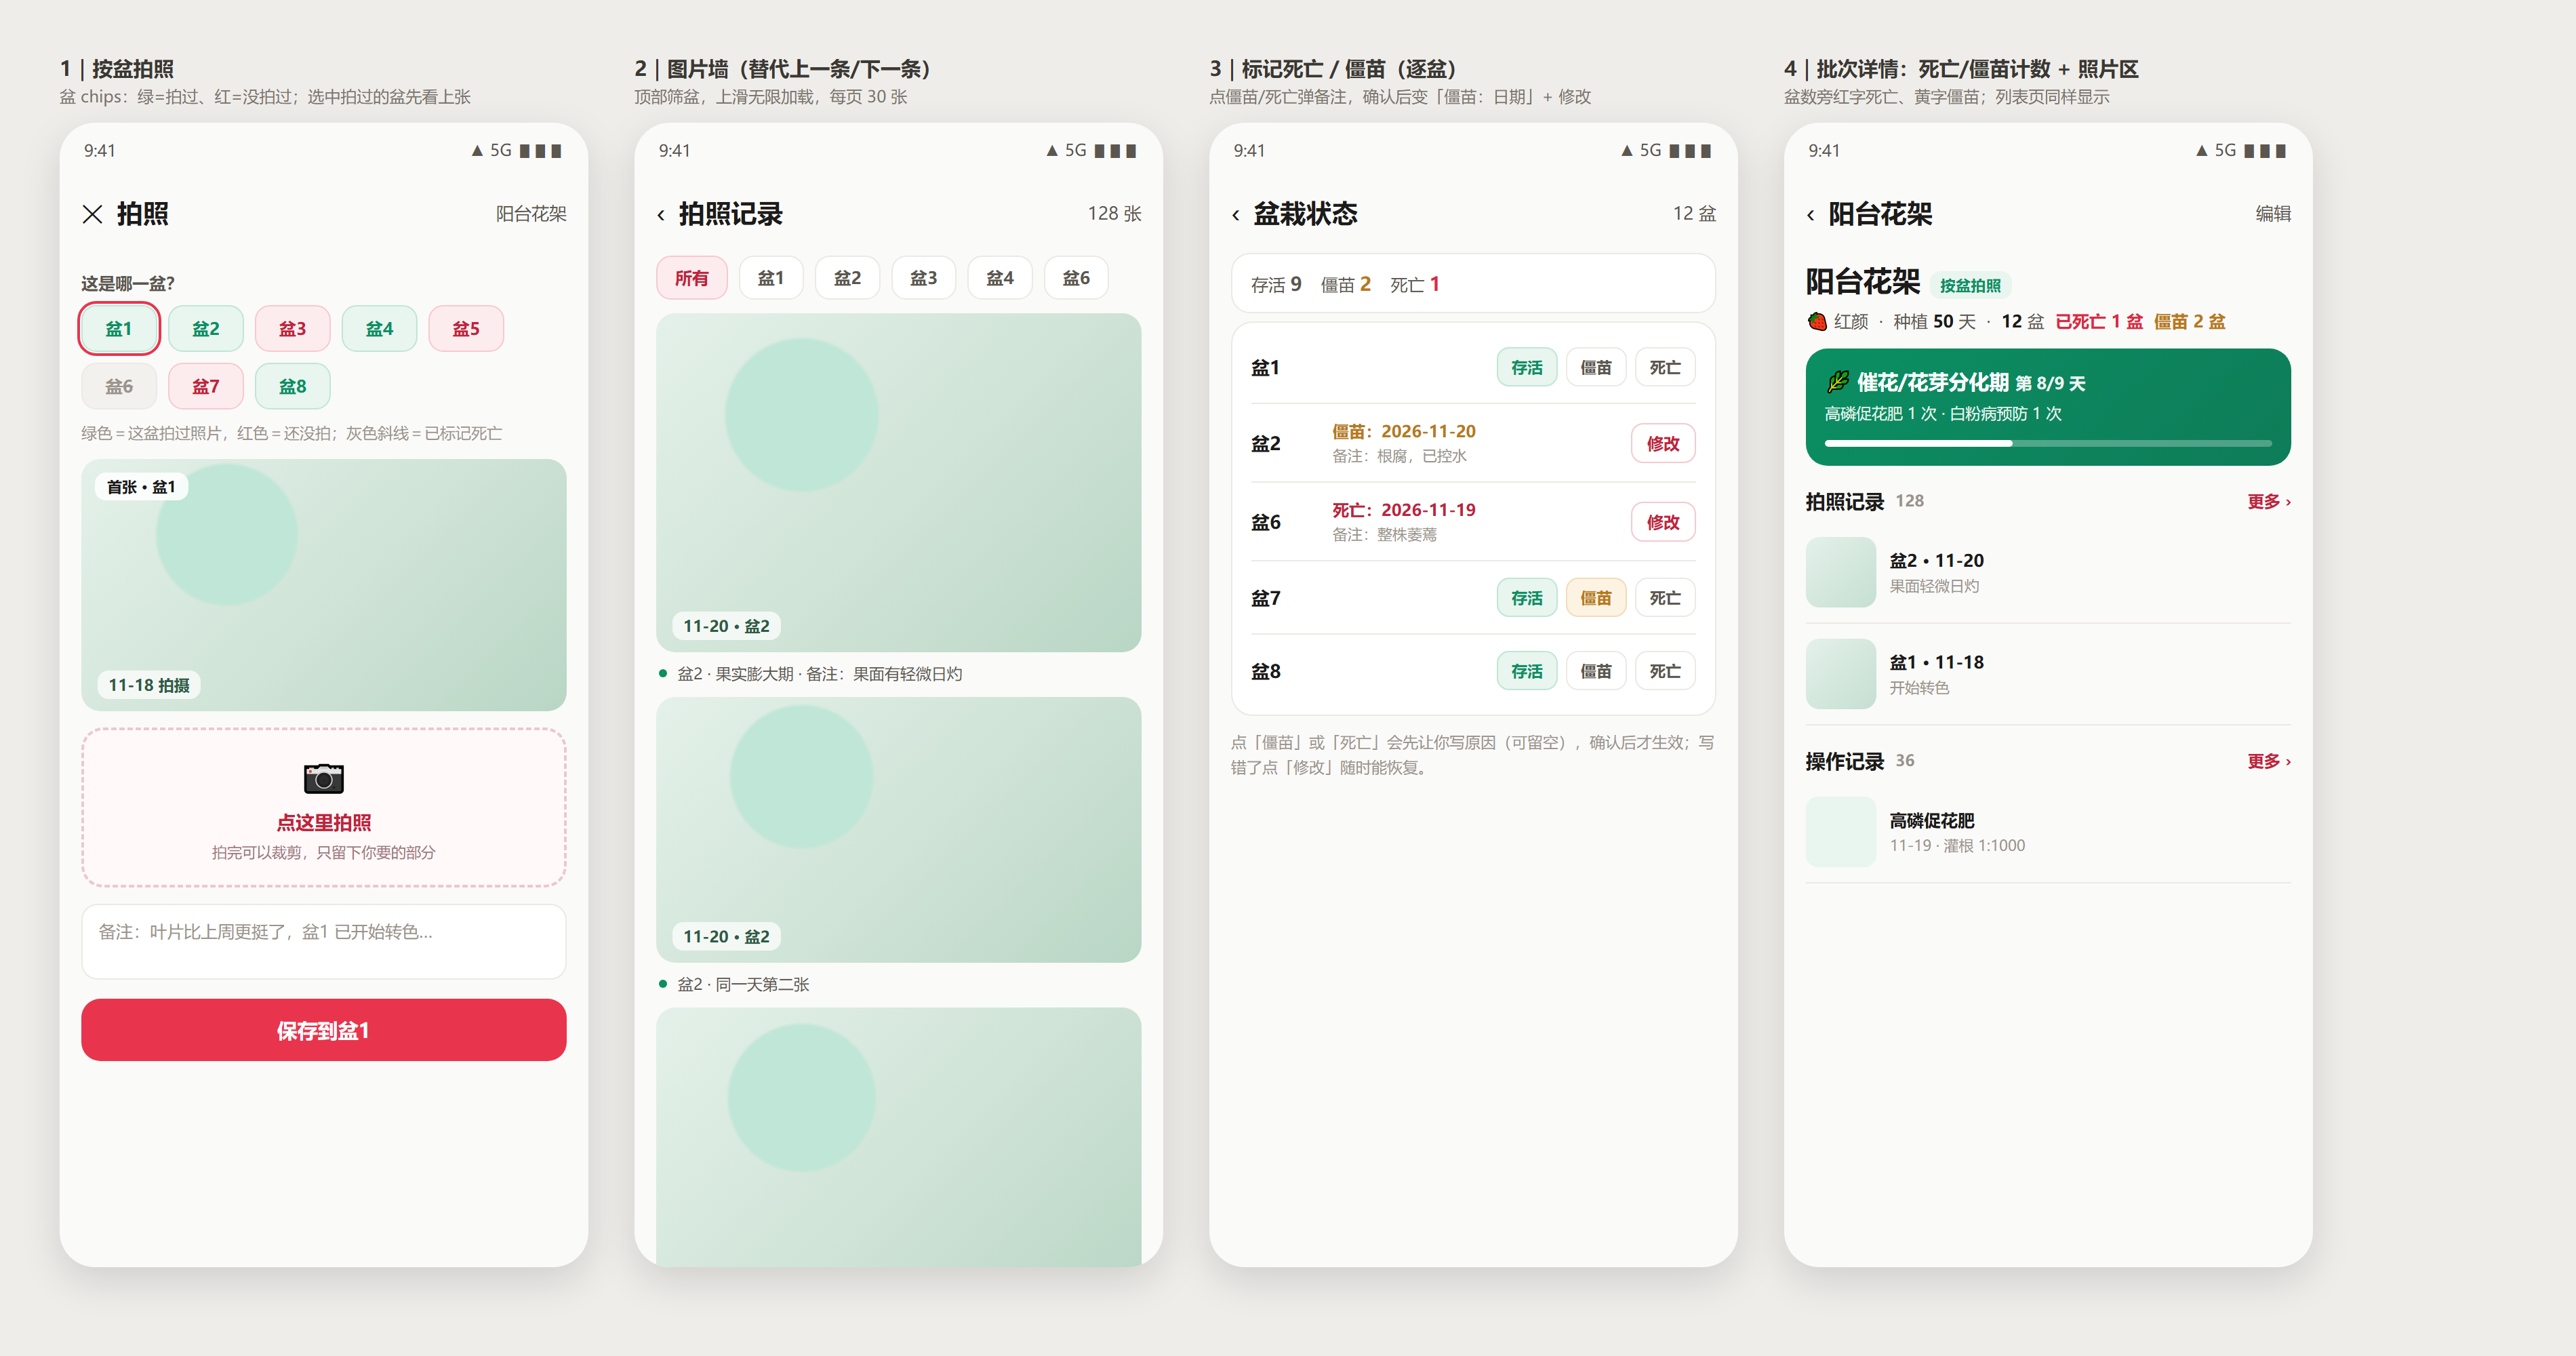 1 | 按盆拍照
盆 chips：绿=拍过、红=没拍过；选中拍过的盆先看上张
9:41
▲ 5G
拍照
阳台花架
这是哪一盆?
盆1
盆2
盆3
盆4
盆5
盆6
盆7
盆8
绿色＝这盆拍过照片，红色＝还没拍；灰色斜线＝已标记死亡
首张 · 盆1
11-18 拍摄
点这里拍照
拍完可以裁剪，只留下你要的部分
备注：叶片比上周更挺了，盆1 已开始转色...
保存到盆1
2 | 图片墙（替代上一条/下一条）
顶部筛盆，上滑无限加载，每页 30 张
9:41
▲ 5G
‹ 拍照记录
128 张
所有
盆1
盆2
盆3
盆4
盆6
11-20 · 盆2
盆2 · 果实膨大期 · 备注：果面有轻微日灼
11-20 · 盆2
盆2 · 同一天第二张
3 | 标记死亡 / 僵苗（逐盆）
点僵苗/死亡弹备注，确认后变「僵苗：日期」+ 修改
9:41
▲ 5G
‹ 盆栽状态
12 盆
存活 9 僵苗 2 死亡 1
盆1
存活
僵苗
死亡
盆2
僵苗：2026-11-20
备注：根腐，已控水
修改
盆6
死亡：2026-11-19
备注：整株萎蔫
修改
盆7
存活
僵苗
死亡
盆8
存活
僵苗
死亡
点「僵苗」或「死亡」会先让你写原因（可留空），确认后才生效；写
错了点「修改」随时能恢复。
4 | 批次详情：死亡/僵苗计数 + 照片区
盆数旁红字死亡、黄字僵苗；列表页同样显示
9:41
▲ 5G
‹ 阳台花架
编辑
阳台花架 按盆拍照
红颜 · 种植 50 天 · 12 盆 已死亡 1 盆 僵苗 2 盆
催花/花芽分化期 第 8/9 天
高磷促花肥 1 次 · 白粉病预防 1 次
拍照记录 128
更多 ›
盆2 · 11-20
果面轻微日灼
盆1 · 11-18
开始转色
操作记录 36
更多 ›
高磷促花肥
11-19 · 灌根 1:1000